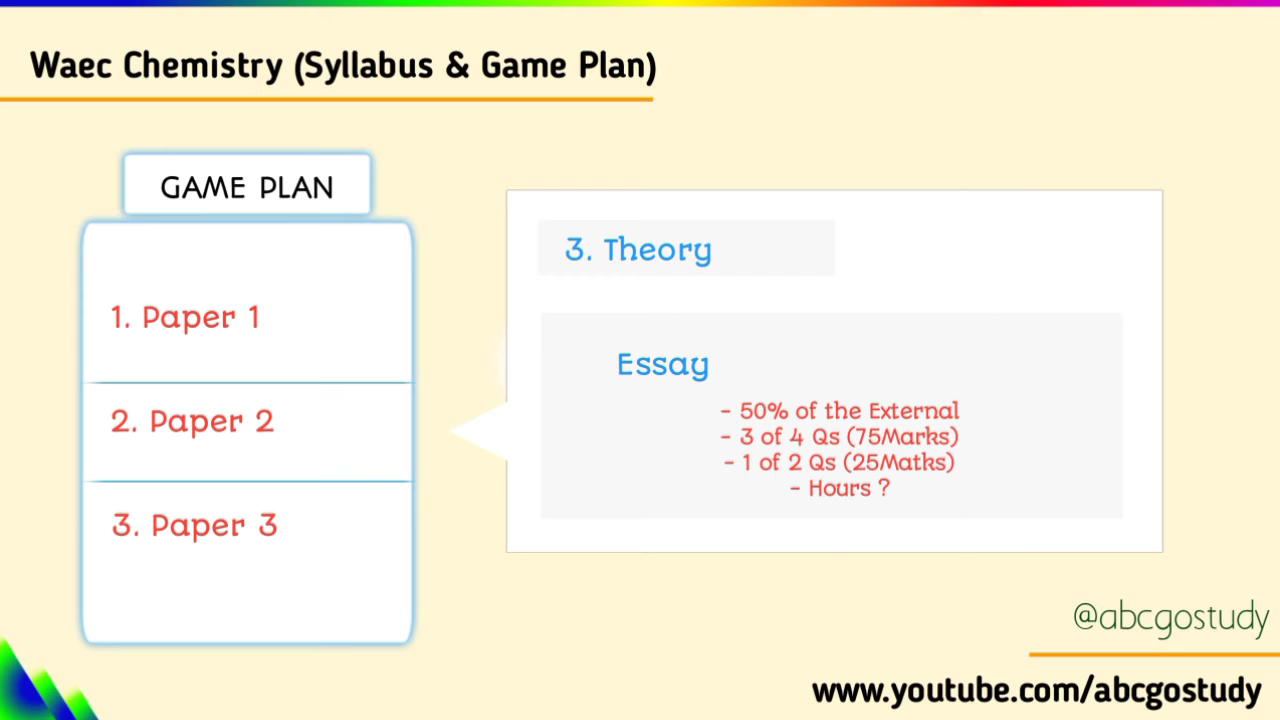 Waec Chemistry (Syllabus & Game Plan)
GAME PLAN
1. Paper 1
2. Paper 2
3. Paper 3
3. Theory
Essay
- 50% of the External
- 3 of 4 Qs (75Marks)
- 1 of 2 Qs (25Matks)
- Hours ?
@abcgostudy
www.youtube.com/abcgostudy